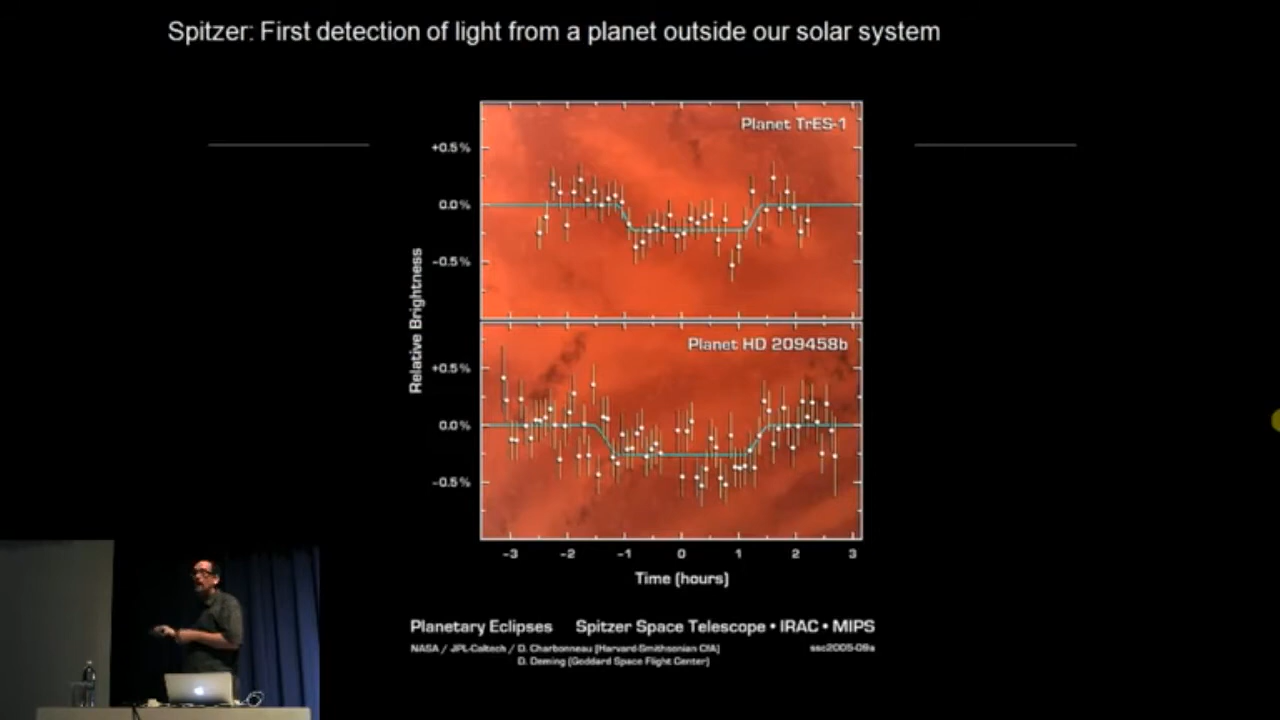 Spitzer: First detection of light from a planet outside our solar system
Planet TrES-1
+0.5%
0.0%
-0.5%
Relative Brightness
Planet HD 209458b
+0.5%
0.0%
-0.5%
-3 -2 -1 0 1 2 3
Time (hours)
Planetary Eclipses Spitzer Space Telescope • IRAC • MIPS
NASA / JPL-Caltech / D. Charbonneau (Harvard-Smithsonian CfA) ssc2005-09a
D. Deming (Goddard Space Flight Center)